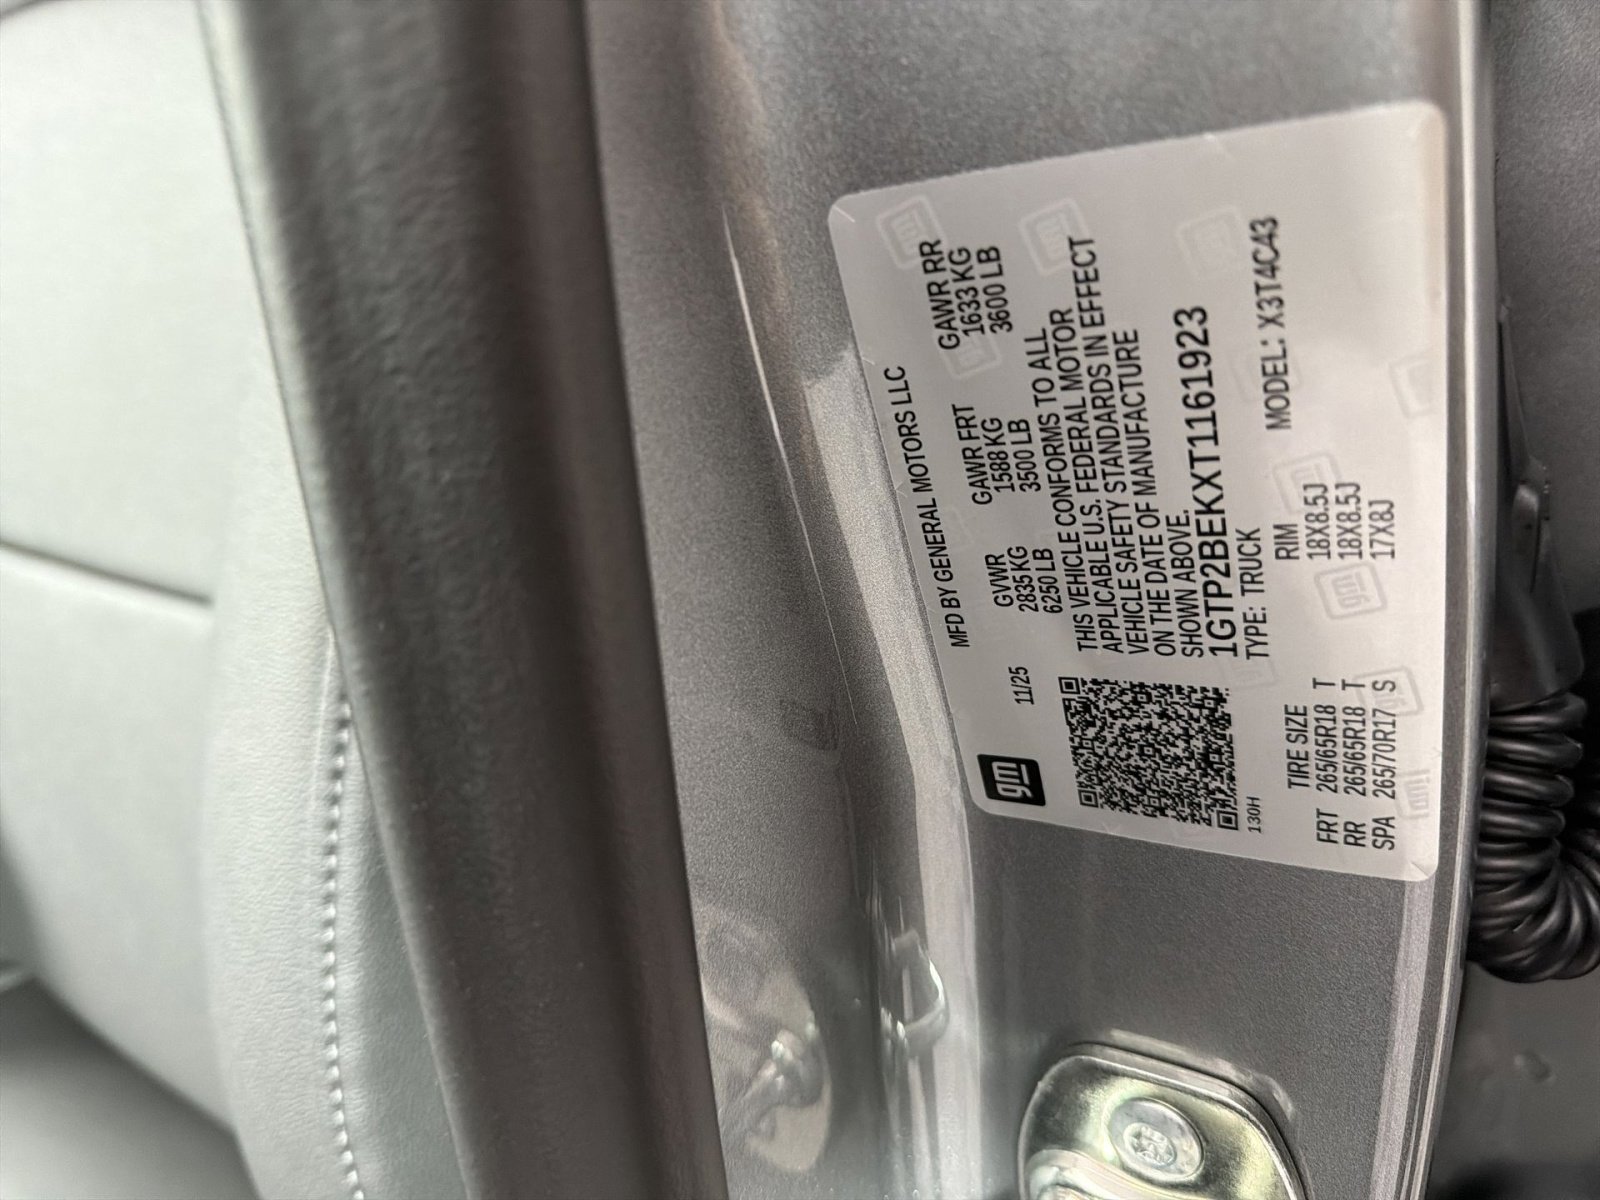 gm
MFD BY GENERAL MOTORS LLC
11/25 GVWR GAWR FRT GAWR RR
2835 KG 1588 KG 1633 KG
6250 LB 3500 LB 3600 LB
THIS VEHICLE CONFORMS TO ALL
APPLICABLE U.S. FEDERAL MOTOR
VEHICLE SAFETY STANDARDS IN EFFECT
ON THE DATE OF MANUFACTURE
SHOWN ABOVE.
1GTP2BEKXT1161923
130H TYPE: TRUCK MODEL: X3T4C43
TIRE SIZE RIM
FRT 265/65R18 T 18X8.5J
RR 265/65R18 T 18X8.5J
SPA 265/70R17 S 17X8J